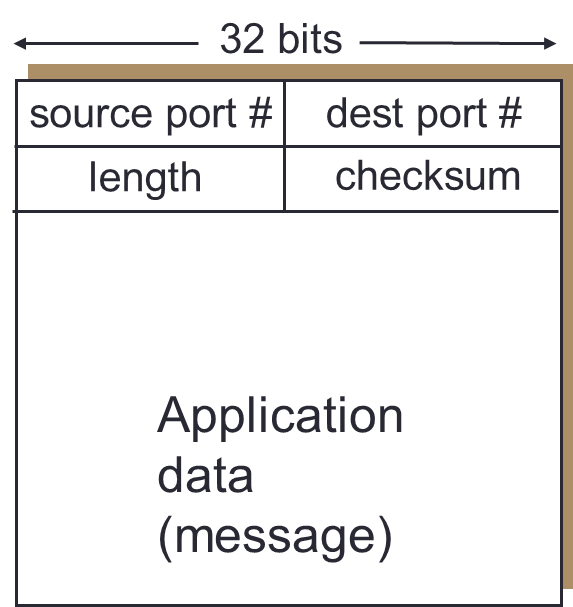 32 bits
source port # dest port #
length checksum
Application
data
(message)